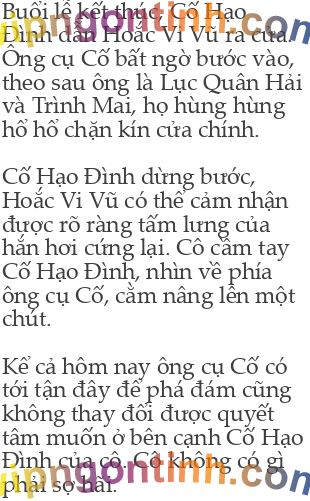 Buổi lễ kết thúc, Cố Hạo
Đình dẫn Hoắc Vi Vũ ra cửa.
Ông cụ Cố bất ngờ bước vào,
theo sau ông là Lục Quân Hải
và Trình Mai, họ hùng hùng
hổ hổ chặn kín cửa chính.
Cố Hạo Đình dừng bước,
Hoắc Vi Vũ có thể cảm nhận
được rõ ràng tấm lưng của
hắn hơi cứng lại. Cô cầm tay
Cố Hạo Đình, nhìn về phía
ông cụ Cố, cằm nâng lên một
chút.
Kể cả hôm nay ông cụ Cố có
tới tận đây để phá đám cũng
không thay đổi được quyết
tâm muốn ở bên cạnh Cố Hạo
Đình của cô. Cô không có gì
phải sợ hãi.